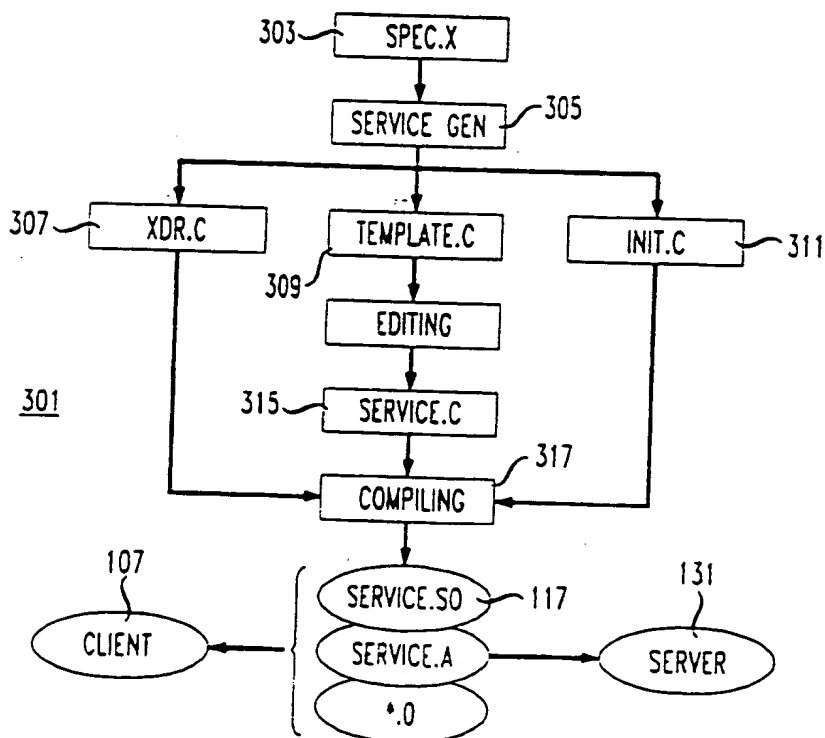 303
SPEC.X
SERVICE GEN
305
307
XDR.C
TEMPLATE.C
309
INIT.C
311
EDITING
301
315
SERVICE.C
317
COMPILING
107
CLIENT
SERVICE.SO
117
SERVICE.A
*.O
131
SERVER